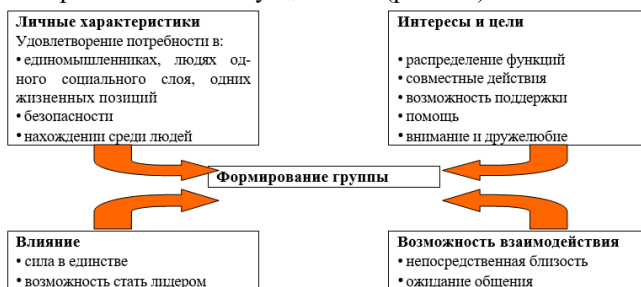 Личные характеристики
Удовлетворение потребности в:
• единомышленниках, людях од-
ного социального слоя, одних
жизненных позиций
• безопасности
• нахождении среди людей
Интересы и цели
• распределение функций
• совместные действия
• возможность поддержки
• помощь
• внимание и дружелюбие
Формирование группы
Влияние
• сила в единстве
• возможность стать лидером
Возможность взаимодействия
• непосредственная близость
• ожидание общения